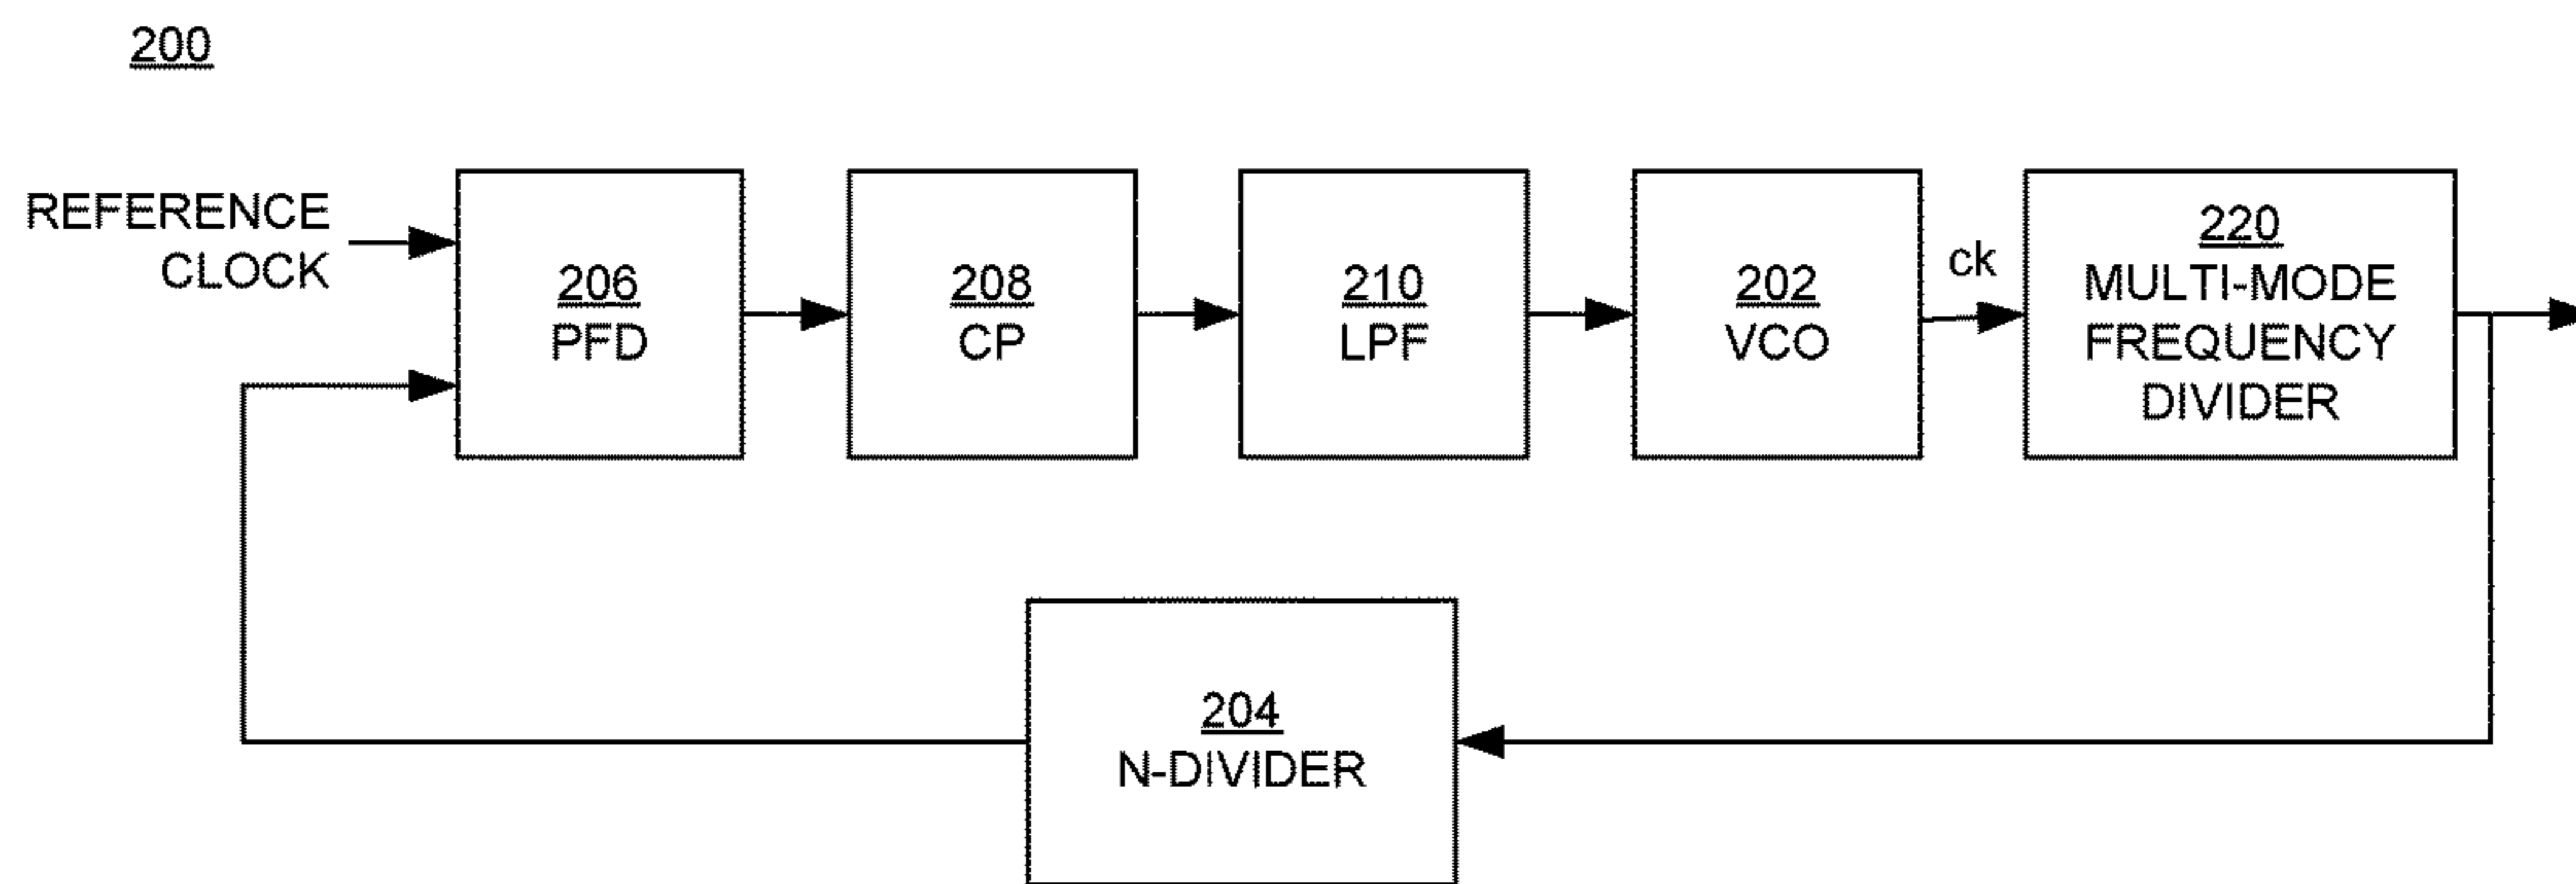 200
REFERENCE
CLOCK
206
PFD
208
CP
210
LPF
202
VCO
ck
220
MULTI-MODE
FREQUENCY
DIVIDER
204
N-DIVIDER